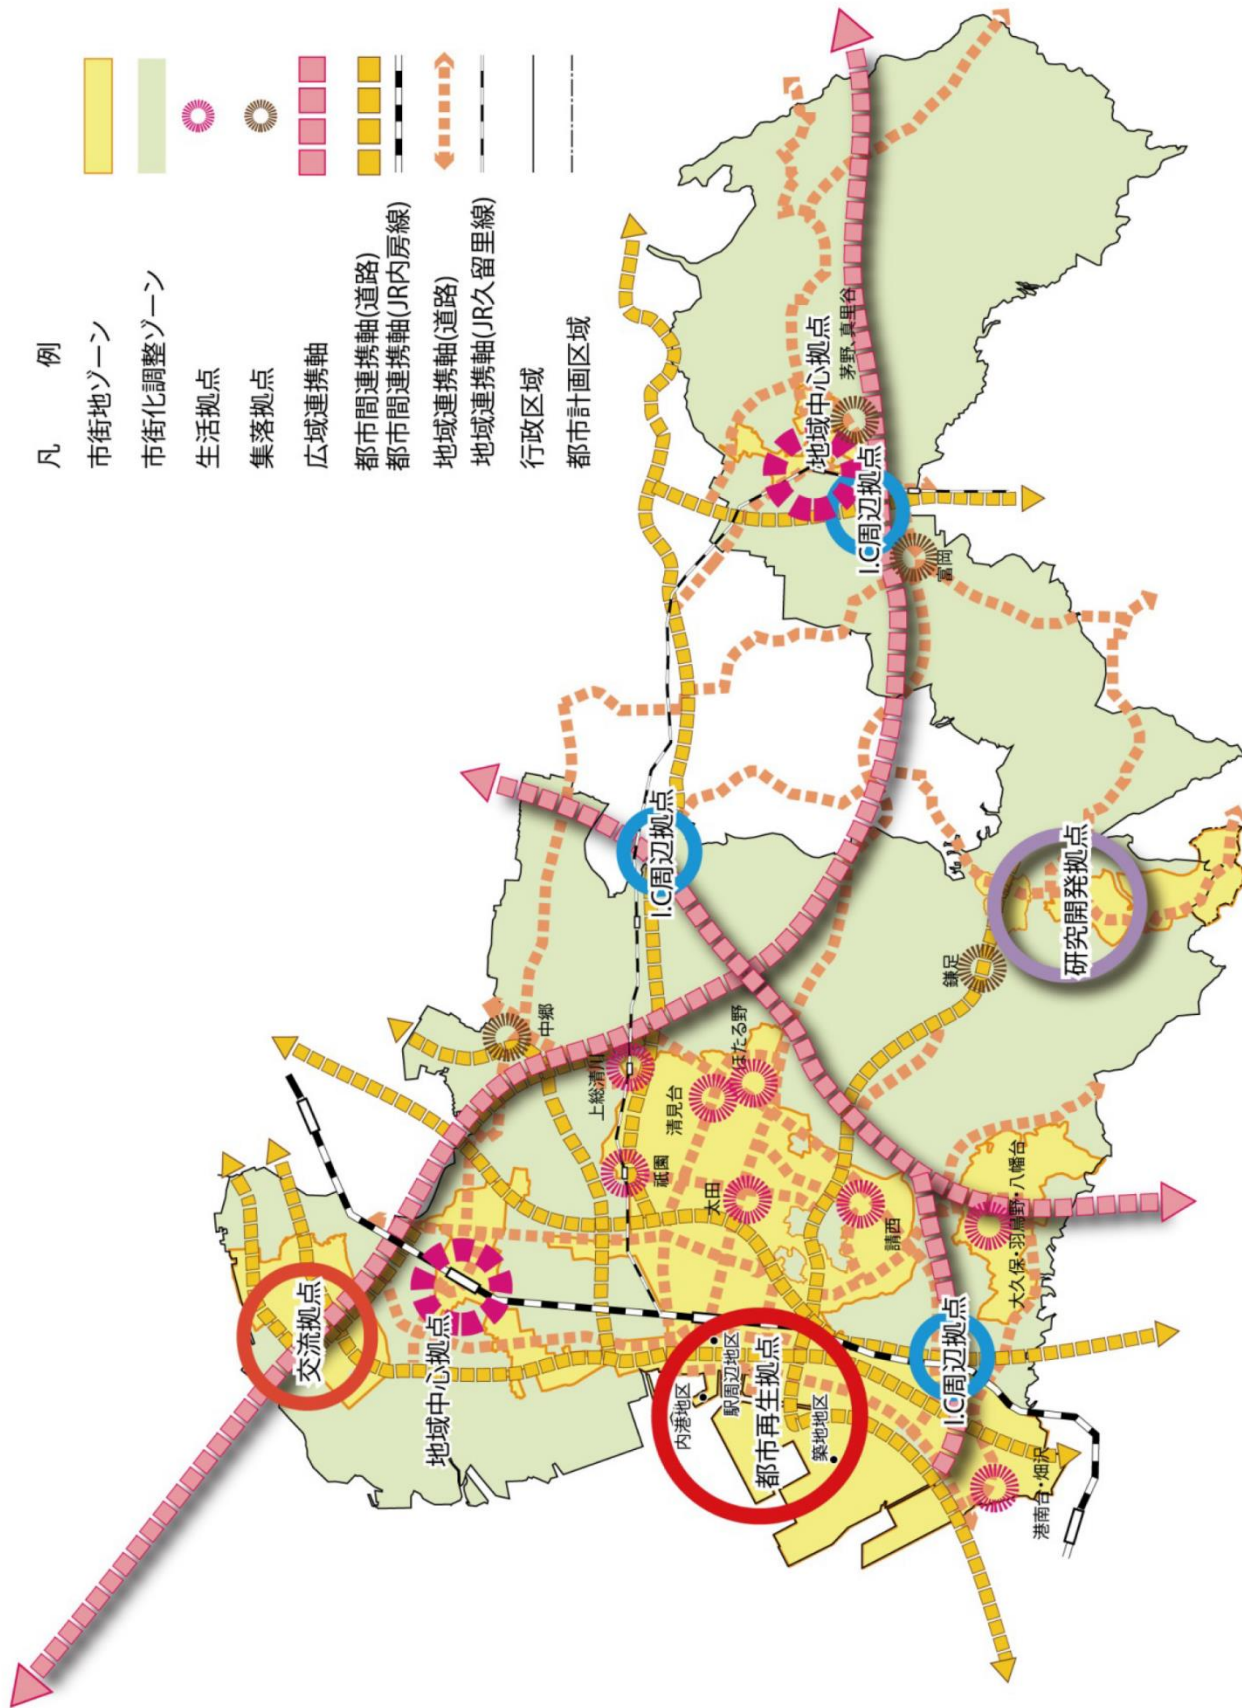 凡　例
市街地ゾーン
市街化調整ゾーン
生活拠点
集落拠点
広域連携軸
都市間連携軸(道路)
都市間連携軸(JR内房線)
地域連携軸(道路)
地域連携軸(JR久留里線)
行政区域
都市計画区域
交流拠点
地域中心拠点
中郷
上総清川
祇園
清見台
ほたる野
太田
請西
内港地区
駅周辺地区
都市再生拠点
築地地区
I.C周辺拠点
港南台・畑沢
大久保・羽鳥野・八幡台
I.C周辺拠点
鎌足
研究開発拠点
地域中心拠点
茅野、真里谷
I.C周辺拠点
富岡